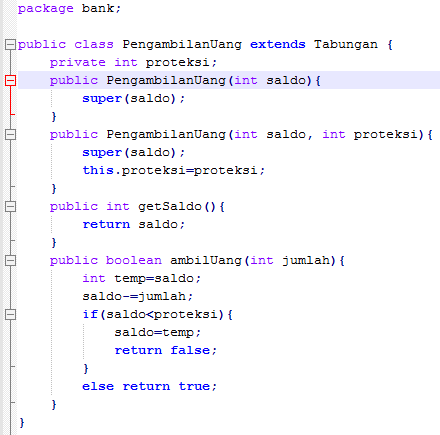 package bank;
public class PengambilanUang extends Tabungan {
private int proteksi;
public PengambilanUang(int saldo){
super(saldo);
}
public PengambilanUang(int saldo, int proteksi){
super(saldo);
this.proteksi=proteksi;
}
public int getSaldo(){
return saldo;
}
public boolean ambilUang(int jumlah){
int temp=saldo;
saldo-=jumlah;
if(saldo<proteksi){
saldo=temp;
return false;
}
else return true;
}
}